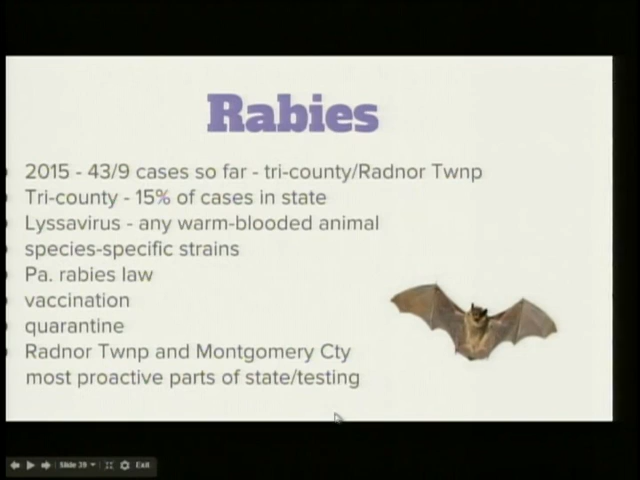 Rabies
2015 - 43/9 cases so far - tri-county/Radnor Twnp
Tri-county - 15% of cases in state
Lyssavirus - any warm-blooded animal
species-specific strains
Pa. rabies law
vaccination
quarantine
Radnor Twnp and Montgomery Cty
most proactive parts of state/testing
Slide 39
Exit